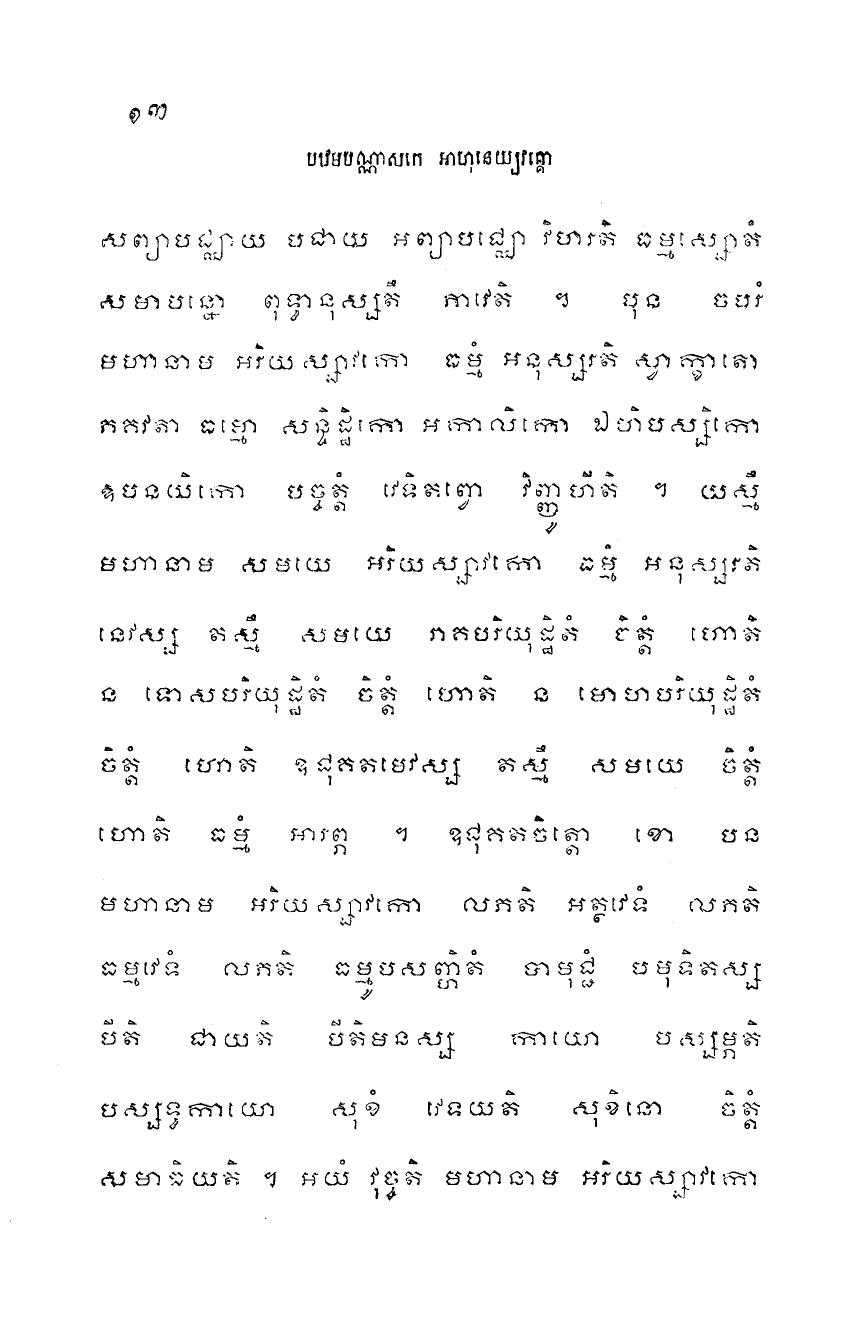 ១៣
បឋមបណ្ណាសកេ អាហុនេយ្យវគ្គោ
សព្យាបជ្ឈាយ បជាយ អព្យាបជ្ឈោ វិហរតិ ធម្មស្សោតំ
សមាបន្នោ ពុទ្ធានុស្សតឹ ភាវេតិ ។ បុន ចបរំ
មហានាម អរិយស្សាវកោ ធម្មំ អនុស្សរតិ ស្វាក្ខាតោ
ភគវតា ធម្មោ សន្ទិដ្ឋិកោ អកាលិកោ ឯហិបស្សិកោ
ឧបនយិកោ បច្ចត្តំ វេទិតព្វោ វិញ្ញូហីតិ ។ យស្មឹ
មហានាម សមយេ អរិយស្សាវកោ ធម្មំ អនុស្សរតិ
នេវស្ស តស្មឹ សមយេ រាគបរិយុដ្ឋិតំ ចិត្តំ ហោតិ
ន ទោសបរិយុដ្ឋិតំ ចិត្តំ ហោតិ ន មោហបរិយុដ្ឋិតំ
ចិត្តំ ហោតិ ឧជុគតមេវស្ស តស្មឹ សមយេ ចិត្តំ
ហោតិ ធម្មំ អារព្ភ ។ ឧជុគតចិត្តោ ខោ បន
មហានាម អរិយស្សាវកោ លភតិ អត្ថវេទំ លភតិ
ធម្មវេទំ លភតិ ធម្មូបសញ្ហិតំ បាមុជ្ជំ បមុទិតស្ស
បីតិ ជាយតិ បីតិមនស្ស កាយោ បស្សម្ភតិ
បស្សទ្ធកាយោ សុខំ វេទយតិ សុខិនោ ចិត្តំ
សមាធិយតិ ។ អយំ វុច្ចតិ មហានាម អរិយស្សាវកោ